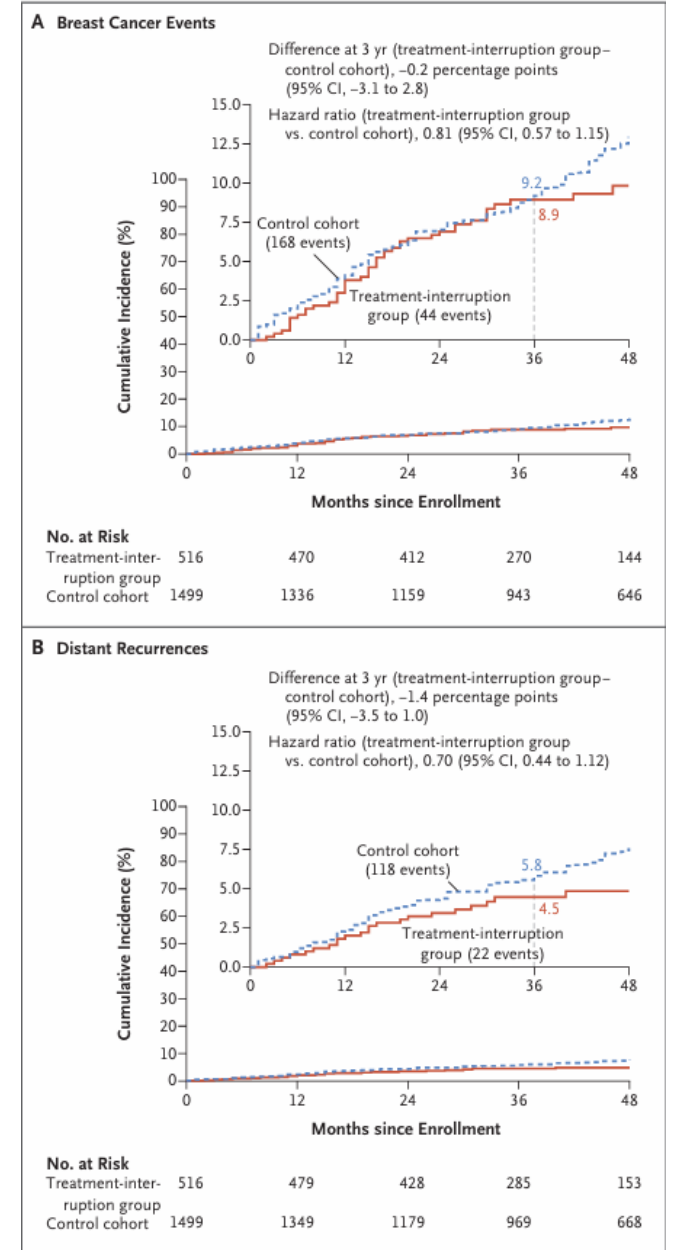 A Breast Cancer Events
Difference at 3 yr (treatment-interruption group–
control cohort), –0.2 percentage points
(95% CI, –3.1 to 2.8)
Hazard ratio (treatment-interruption group
vs. control cohort), 0.81 (95% CI, 0.57 to 1.15)
15.0
12.5
10.0
7.5
5.0
2.5
0.0
0 12 24 36 48
Control cohort
(168 events)
9.2
8.9
Treatment-interruption
group (44 events)
Cumulative Incidence (%)
100
90
80
70
60
50
40
30
20
10
0
0 12 24 36 48
Months since Enrollment
No. at Risk
Treatment-inter- 516 470 412 270 144
ruption group
Control cohort 1499 1336 1159 943 646
B Distant Recurrences
Difference at 3 yr (treatment-interruption group–
control cohort), –1.4 percentage points
(95% CI, –3.5 to 1.0)
Hazard ratio (treatment-interruption group
vs. control cohort), 0.70 (95% CI, 0.44 to 1.12)
15.0
12.5
10.0
7.5
5.0
2.5
0.0
0 12 24 36 48
Control cohort
(118 events)
5.8
4.5
Treatment-interruption
group (22 events)
Cumulative Incidence (%)
100
90
80
70
60
50
40
30
20
10
0
0 12 24 36 48
Months since Enrollment
No. at Risk
Treatment-inter- 516 479 428 285 153
ruption group
Control cohort 1499 1349 1179 969 668